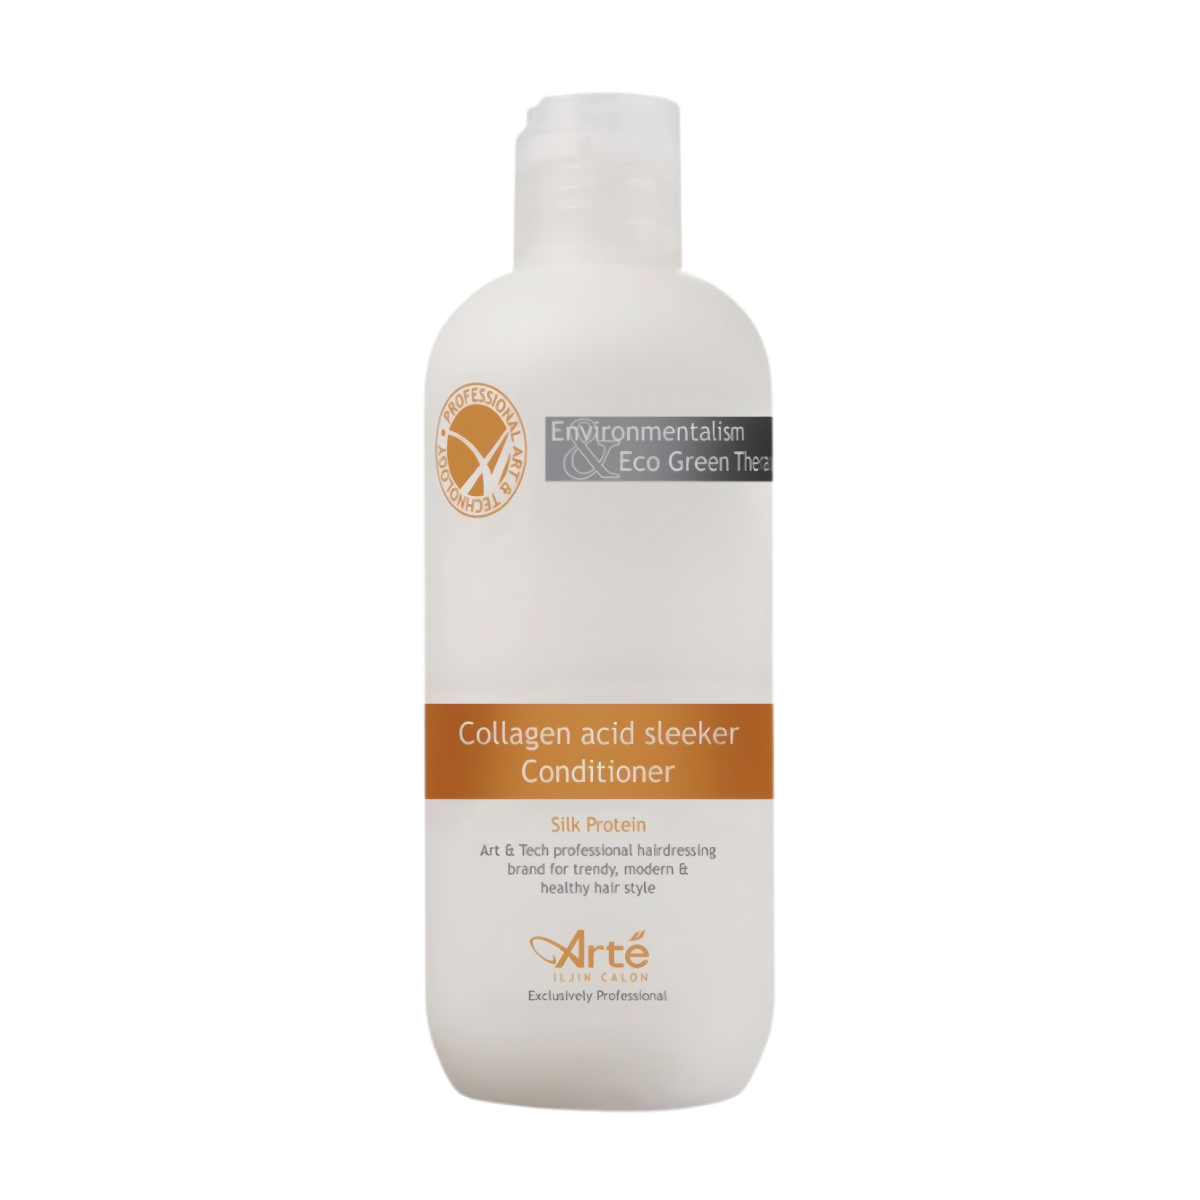 PROFESSIONAL ART & TECHNOLOGY •
Environmentalism
& Eco Green Thera
Collagen acid sleeker
Conditioner
Silk Protein
Art & Tech professional hairdressing
brand for trendy, modern &
healthy hair style
Arté
ILJIN CALON
Exclusively Professional